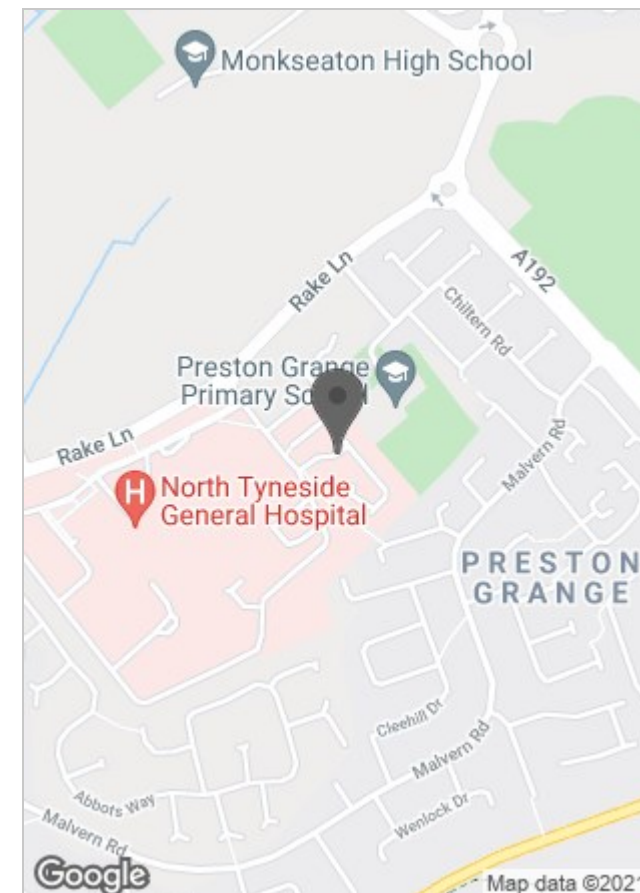 Monkseaton High School
A192
Rake Ln
Chiltern Rd
Preston Grange
Primary
Malvern Rd
Rake Ln
H
North Tyneside
General Hospital
PRESTON
GRANGE
Cleehill Dr
Malvern Rd
Abbots Way
Wenlock Dr
Malvern Rd
Google
Map data ©202